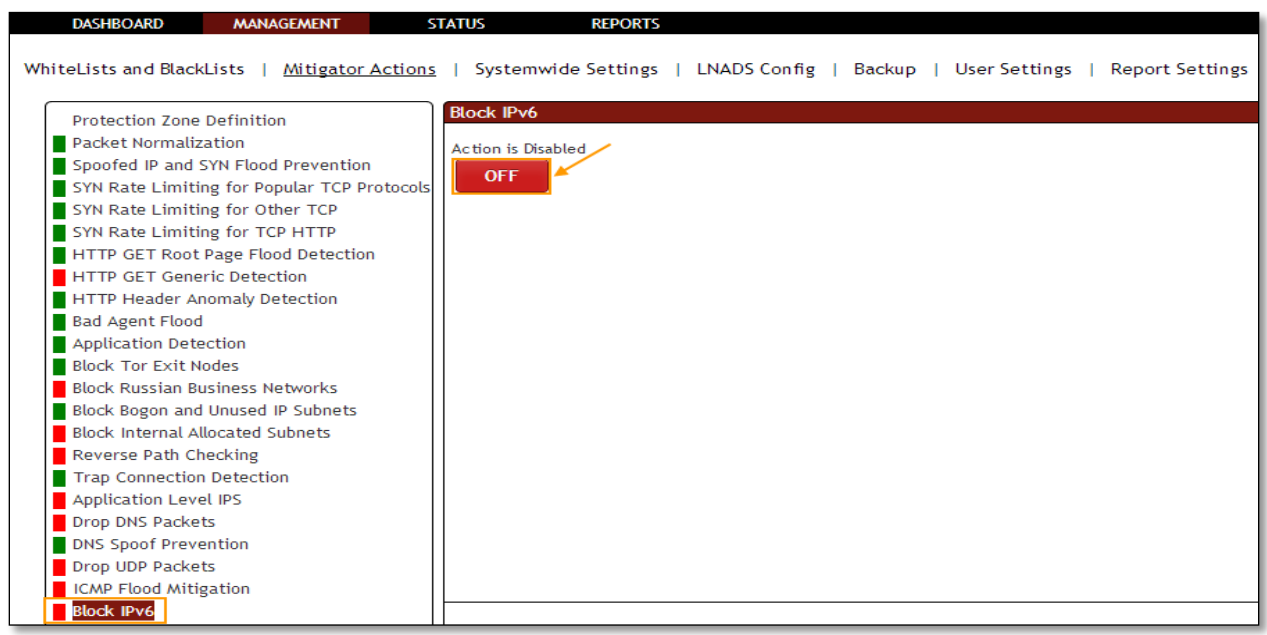 DASHBOARD MANAGEMENT STATUS REPORTS
WhiteLists and BlackLists | Mitigator Actions | Systemwide Settings | LNADS Config | Backup | User Settings | Report Settings
Protection Zone Definition
Packet Normalization
Spoofed IP and SYN Flood Prevention
SYN Rate Limiting for Popular TCP Protocols
SYN Rate Limiting for Other TCP
SYN Rate Limiting for TCP HTTP
HTTP GET Root Page Flood Detection
HTTP GET Generic Detection
HTTP Header Anomaly Detection
Bad Agent Flood
Application Detection
Block Tor Exit Nodes
Block Russian Business Networks
Block Bogon and Unused IP Subnets
Block Internal Allocated Subnets
Reverse Path Checking
Trap Connection Detection
Application Level IPS
Drop DNS Packets
DNS Spoof Prevention
Drop UDP Packets
ICMP Flood Mitigation
Block IPv6
Block IPv6
Action is Disabled
OFF